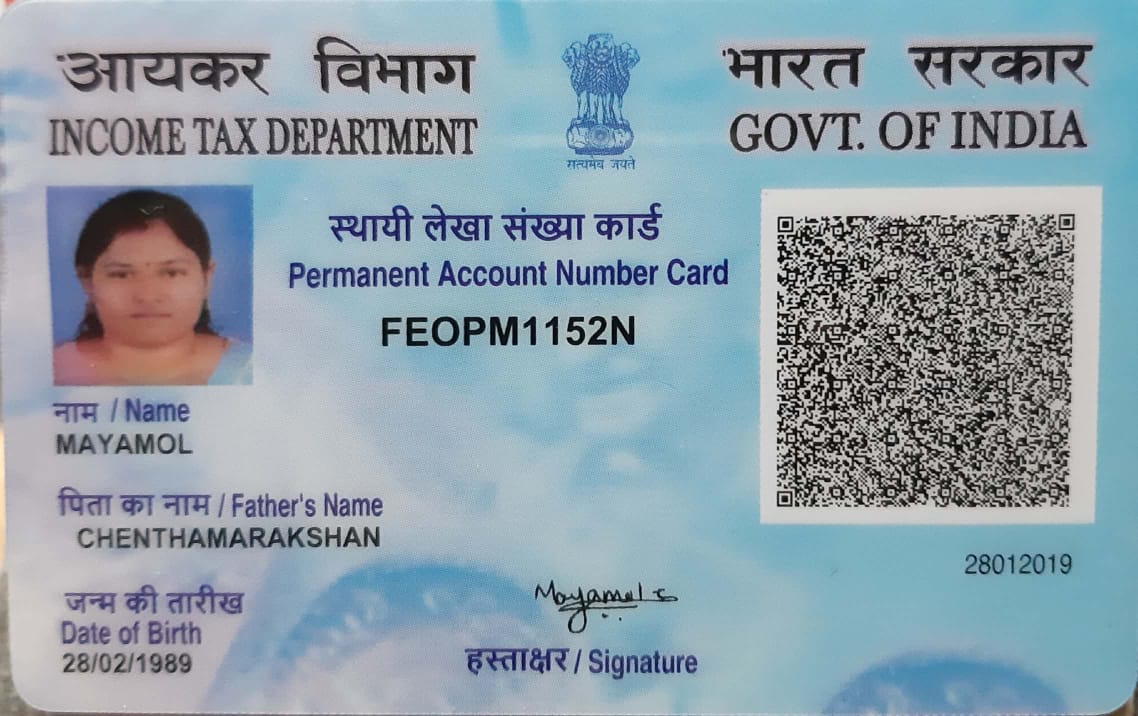 आयकर विभाग
INCOME TAX DEPARTMENT
सत्यमेव जयते
भारत सरकार
GOVT. OF INDIA
स्थायी लेखा संख्या कार्ड
Permanent Account Number Card
FEOPM1152N
नाम / Name
MAYAMOL
पिता का नाम / Father's Name
CHENTHAMARAKSHAN
28012019
जन्म की तारीख
Date of Birth
28/02/1989
Mayamol c
हस्ताक्षर / Signature